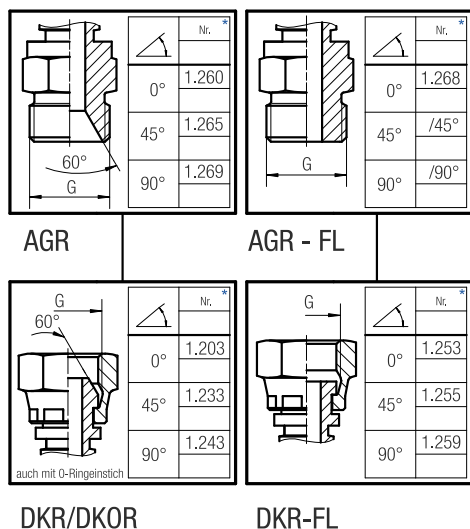 Nr. *
0° 1.260
45° 1.265
90° 1.269
60°
G
AGR
Nr. *
0° 1.268
45° /45°
90° /90°
G
AGR - FL
G
60°
Nr. *
0° 1.203
45° 1.233
90° 1.243
auch mit O-Ringeinstich
DKR/DKOR
G
Nr. *
0° 1.253
45° 1.255
90° 1.259
DKR-FL